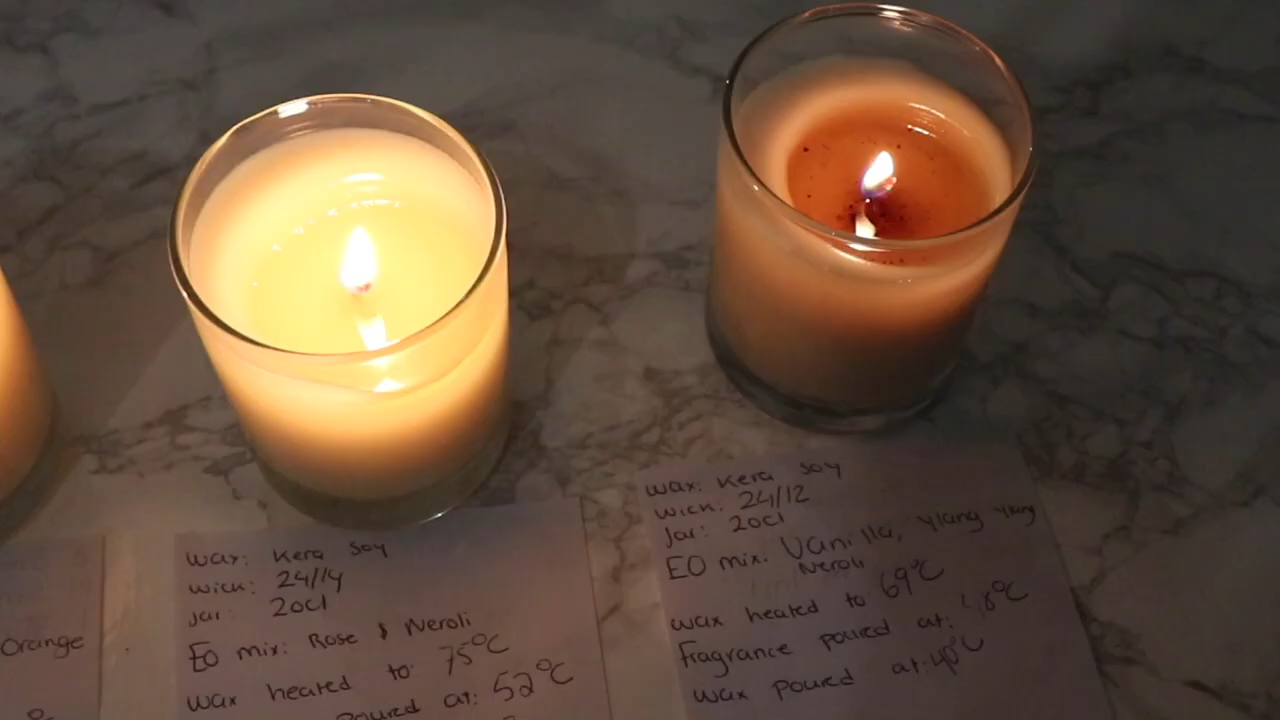 Orange
wax: Kera Soy
wick: 24/14
jar: 20cl
EO mix: Rose & Neroli
wax heated to: 75°C
poured at: 52°C
wax: Kera Soy
wick: 24/12
jar: 20cl
EO mix: Vanilla, Ylang Ylang
Neroli
wax heated to 69°C
Fragrance poured at: 48°C
wax poured at: 40°C